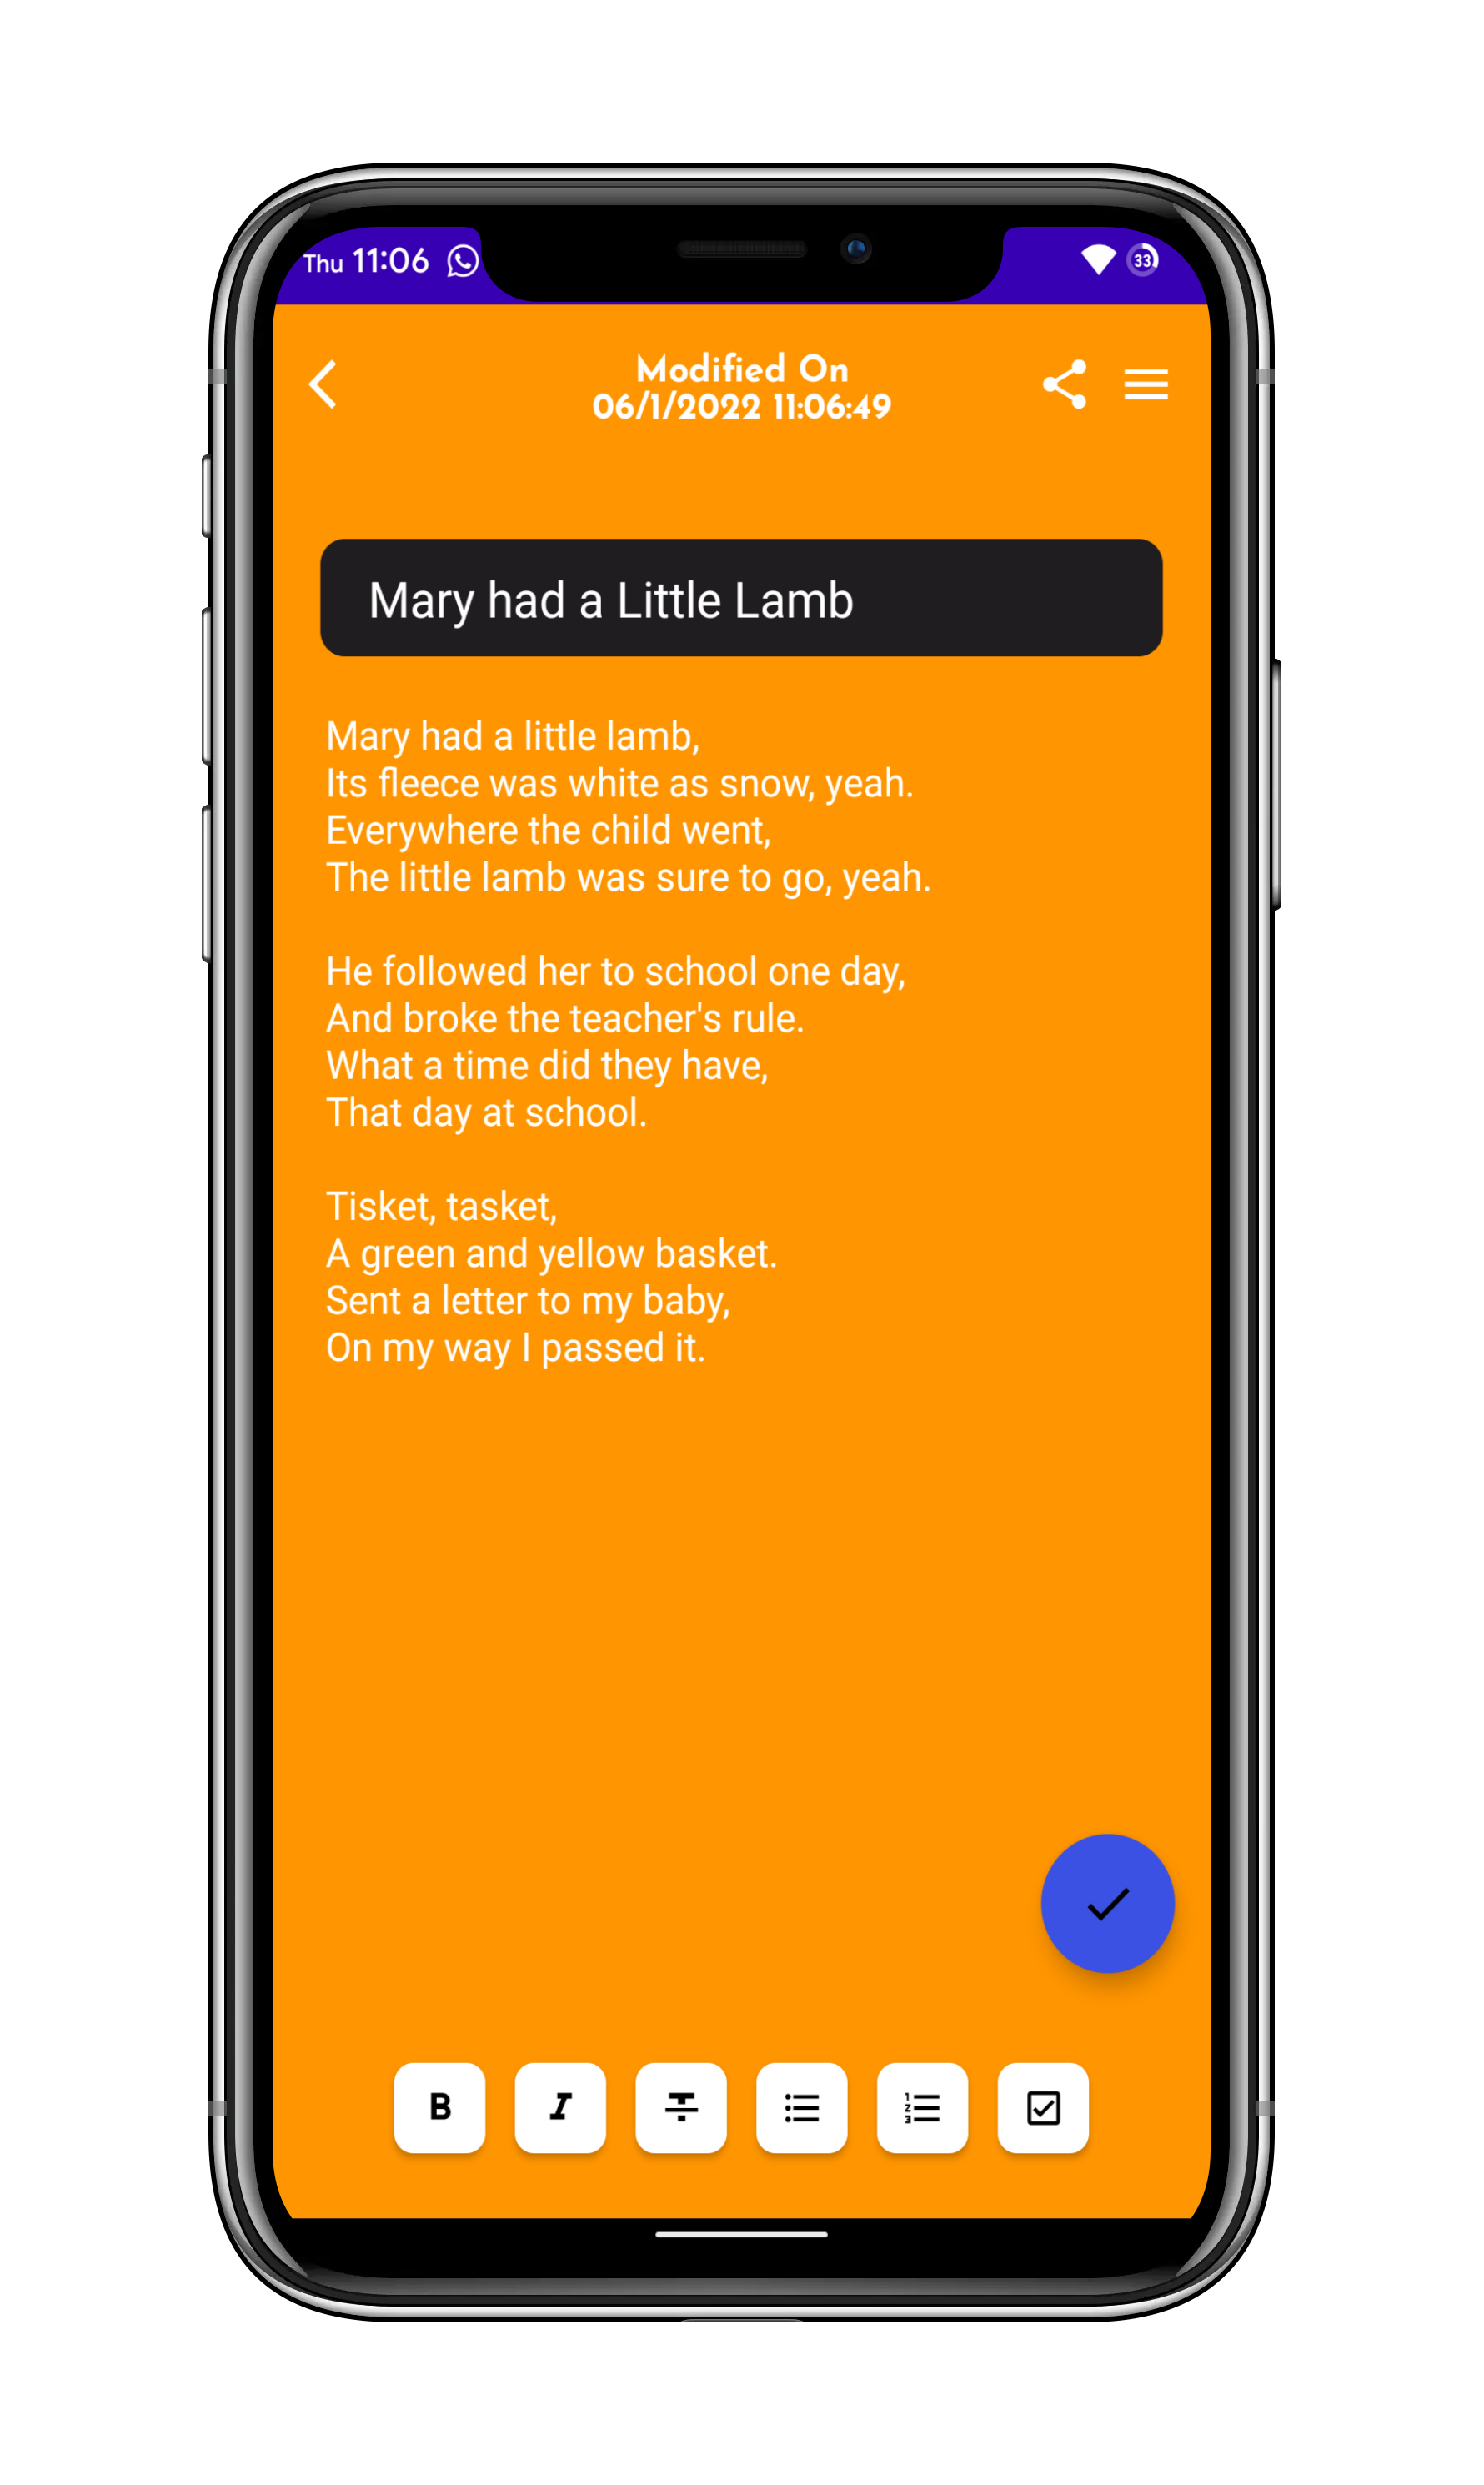 Thu 11:06
33
Modified On
06/1/2022 11:06:49
Mary had a Little Lamb
Mary had a little lamb,
Its fleece was white as snow, yeah.
Everywhere the child went,
The little lamb was sure to go, yeah.
He followed her to school one day,
And broke the teacher's rule.
What a time did they have,
That day at school.
Tisket, tasket,
A green and yellow basket.
Sent a letter to my baby,
On my way I passed it.
B I T